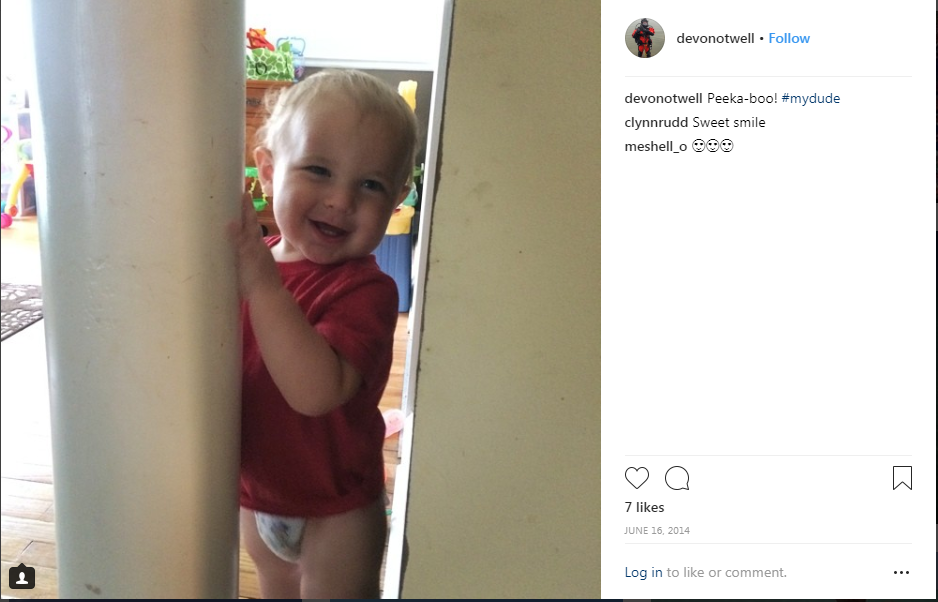 devonotwell • Follow
devonotwell Peeka-boo! #mydude
clynnrudd Sweet smile
meshell_o 🙄🙄🙄
7 likes
JUNE 16, 2014
Log in to like or comment.